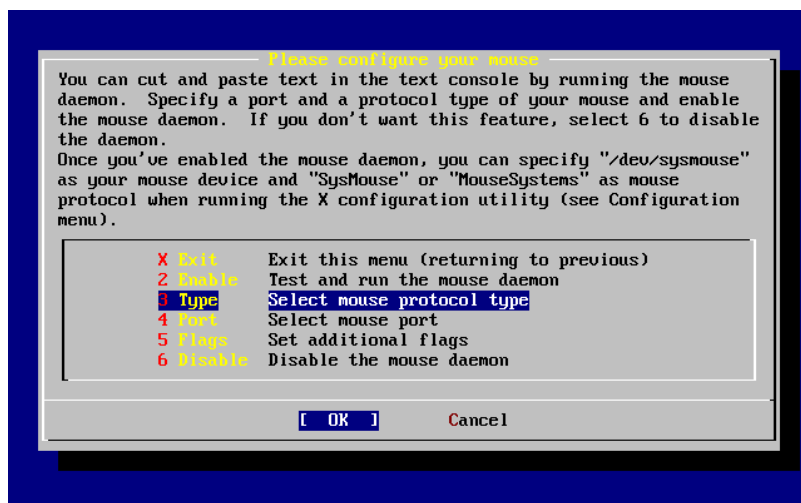 Please configure your mouse
You can cut and paste text in the text console by running the mouse
daemon.  Specify a port and a protocol type of your mouse and enable
the mouse daemon.  If you don't want this feature, select 6 to disable
the daemon.
Once you've enabled the mouse daemon, you can specify "/dev/sysmouse"
as your mouse device and "SysMouse" or "MouseSystems" as mouse
protocol when running the X configuration utility (see Configuration
menu).
X Exit Exit this menu (returning to previous)
2 Enable Test and run the mouse daemon
3 Type Select mouse protocol type
4 Port Select mouse port
5 Flags Set additional flags
6 Disable Disable the mouse daemon
[ OK ] Cancel